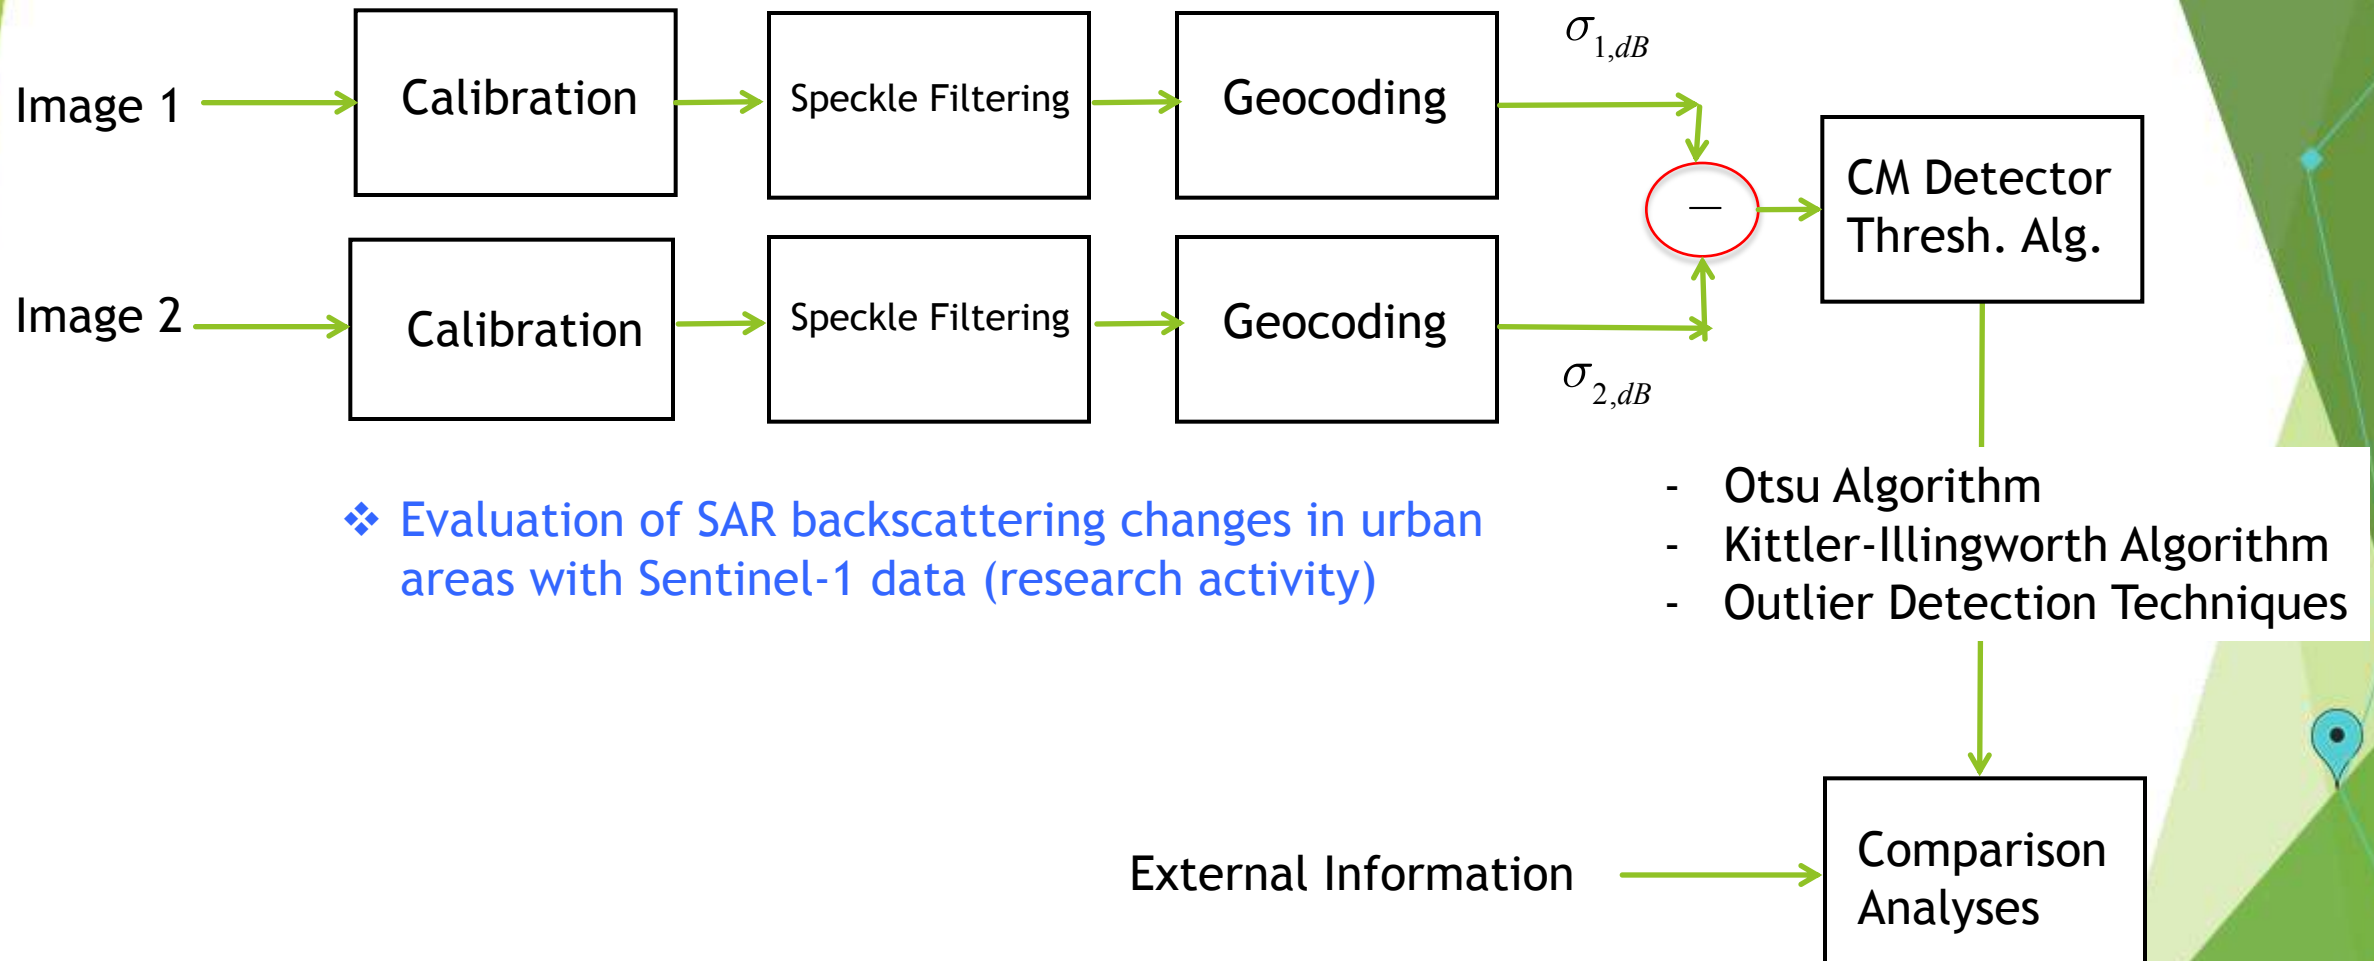 Image 1
Calibration
Speckle Filtering
Geocoding
σ1,dB
Image 2
Calibration
Speckle Filtering
Geocoding
σ2,dB
–
CM Detector
Thresh. Alg.
❖ Evaluation of SAR backscattering changes in urban
areas with Sentinel-1 data (research activity)
- Otsu Algorithm
- Kittler-Illingworth Algorithm
- Outlier Detection Techniques
External Information
Comparison
Analyses